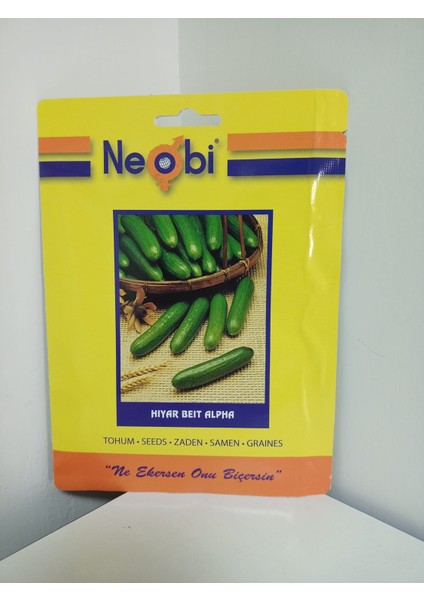 Neobi®
HIYAR BEIT ALPHA
TOHUM • SEEDS • ZADEN • SAMEN • GRAINES
"Ne Ekersen Onu Biçersin"